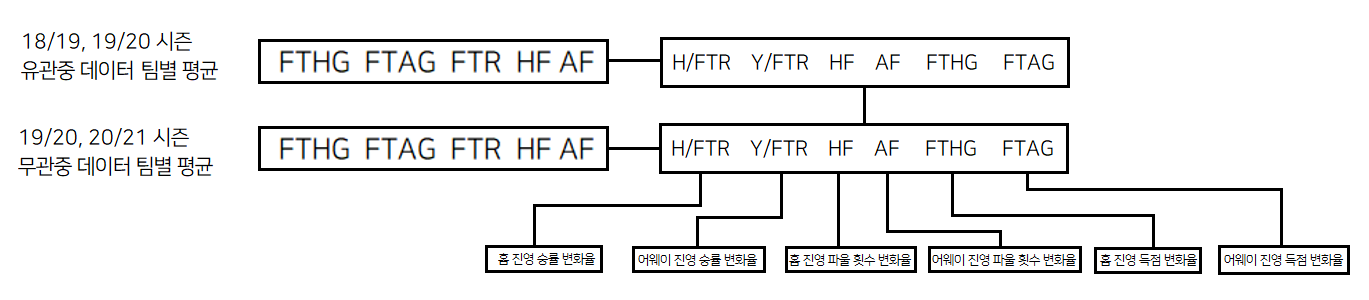 18/19, 19/20 시즌
유관중 데이터 팀별 평균
FTHG FTAG FTR HF AF
H/FTR Y/FTR HF AF FTHG FTAG
19/20, 20/21 시즌
무관중 데이터 팀별 평균
FTHG FTAG FTR HF AF
H/FTR Y/FTR HF AF FTHG FTAG
홈 진영 승률 변화율
어웨이 진영 승률 변화율
홈 진영 파울 횟수 변화율
어웨이 진영 파울 횟수 변화율
홈 진영 득점 변화율
어웨이 진영 득점 변화율